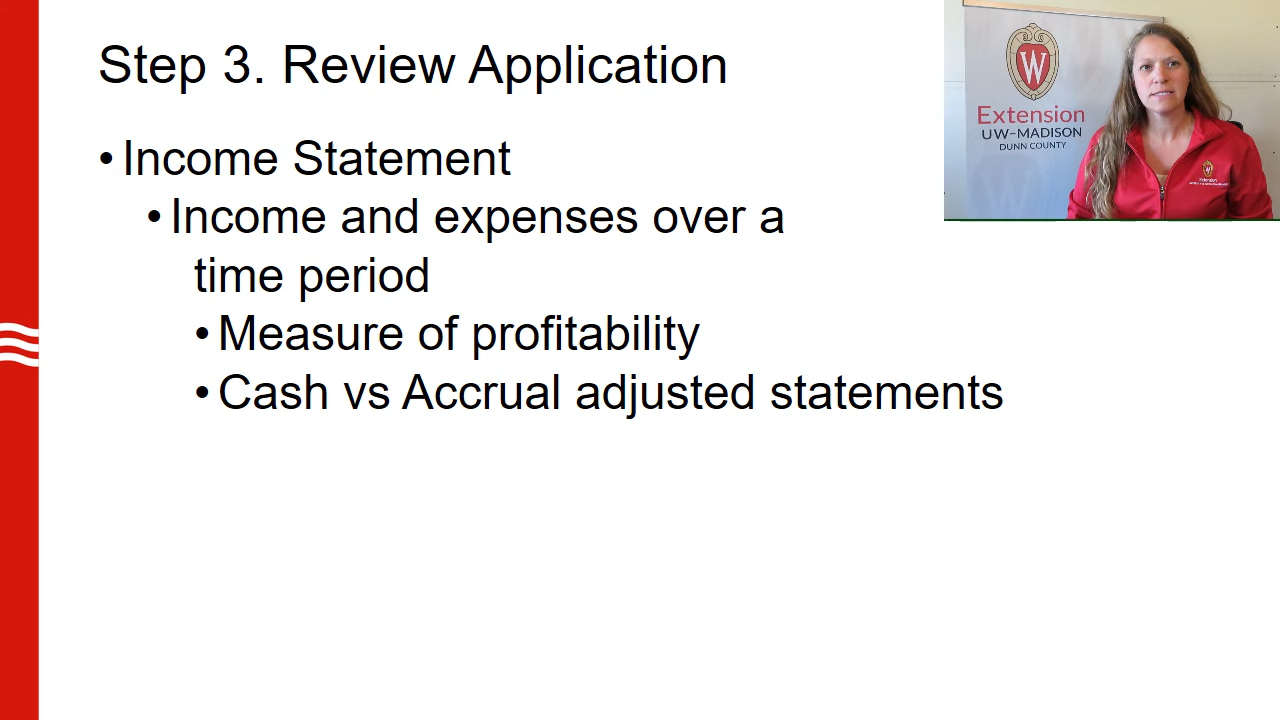 Step 3. Review Application
• Income Statement
• Income and expenses over a
time period
• Measure of profitability
• Cash vs Accrual adjusted statements
W
Extension
UW-MADISON
DUNN COUNTY
W
Extension